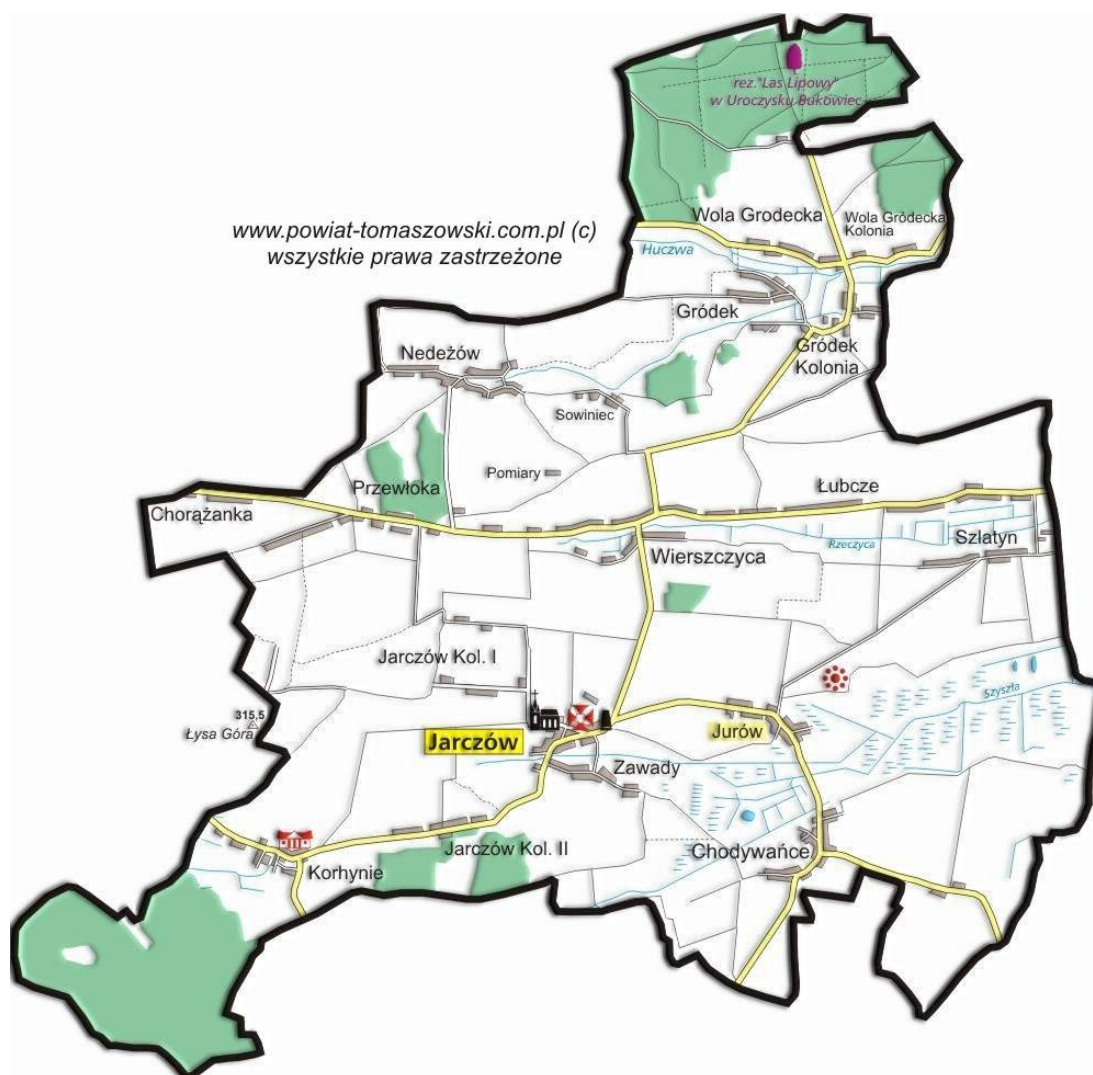 rez."Las Lipowy"
w Uroczysku Bukowiec
Wola Grodecka
Wola Gródecka
Kolonia
www.powiat-tomaszowski.com.pl (c)
wszystkie prawa zastrzeżone
Huczwa
Gródek
Gródek
Kolonia
Nedeżów
Sowiniec
Pomiary
Przewłoka
Łubcze
Chorążanka
Rzeczyca
Szlatyn
Wierszczyca
Jarczów Kol. I
Szyszła
315,5
Łysa Góra
Jarczów
Jurów
Zawady
Jarczów Kol. II
Chodywańce
Korhynie